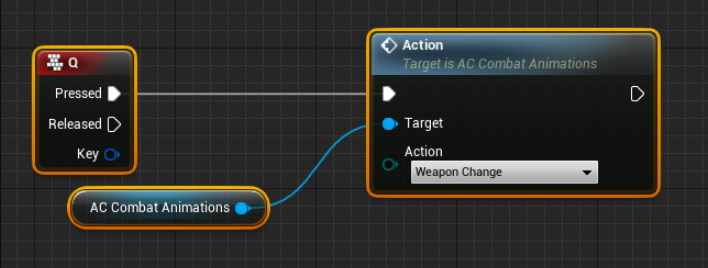 Q
Pressed
Released
Key
AC Combat Animations
Action
Target is AC Combat Animations
Target
Action
Weapon Change